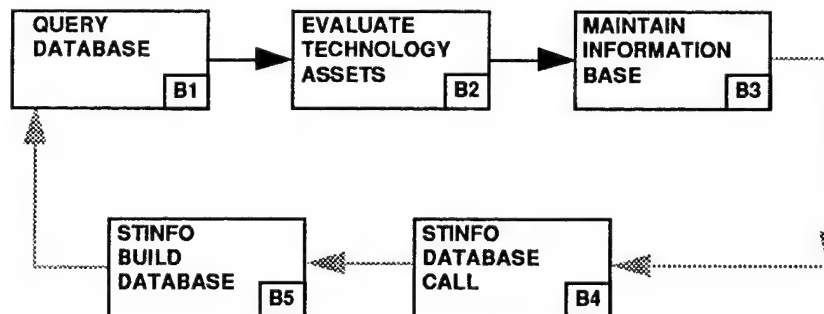 QUERY
DATABASE
B1
EVALUATE
TECHNOLOGY
ASSETS
B2
MAINTAIN
INFORMATION
BASE
B3
STINFO
BUILD
DATABASE
B5
STINFO
DATABASE
CALL
B4